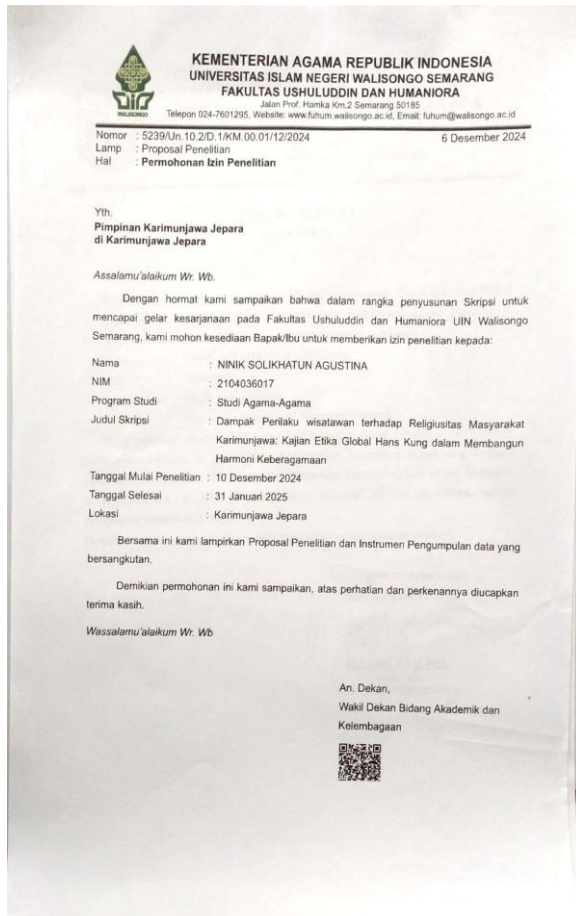 KEMENTERIAN AGAMA REPUBLIK INDONESIA
UNIVERSITAS ISLAM NEGERI WALISONGO SEMARANG
FAKULTAS USHULUDDIN DAN HUMANIORA
Jalan Prof. Hamka Km.2 Semarang 50185
Telepon 024-7601295, Website: www.fuhum.walisongo.ac.id, Email: fuhum@walisongo.ac.id
WALISONGO
Nomor : 5239/Un.10.2/D.1/KM.00.01/12/2024 6 Desember 2024
Lamp : Proposal Penelitian
Hal : Permohonan Izin Penelitian
Yth.
Pimpinan Karimunjawa Jepara
di Karimunjawa Jepara
Assalamu'alaikum Wr. Wb.
Dengan hormat kami sampaikan bahwa dalam rangka penyusunan Skripsi untuk
mencapai gelar kesarjanaan pada Fakultas Ushuluddin dan Humaniora UIN Walisongo
Semarang, kami mohon kesediaan Bapak/Ibu untuk memberikan izin penelitian kepada:
Nama : NINIK SOLIKHATUN AGUSTINA
NIM : 2104036017
Program Studi : Studi Agama-Agama
Judul Skripsi : Dampak Perilaku wisatawan terhadap Religiusitas Masyarakat
Karimunjawa: Kajian Etika Global Hans Kung dalam Membangun
Harmoni Keberagamaan
Tanggal Mulai Penelitian : 10 Desember 2024
Tanggal Selesai : 31 Januari 2025
Lokasi : Karimunjawa Jepara
Bersama ini kami lampirkan Proposal Penelitian dan Instrumen Pengumpulan data yang
bersangkutan.
Demikian permohonan ini kami sampaikan, atas perhatian dan perkenannya diucapkan
terima kasih.
Wassalamu'alaikum Wr. Wb
An. Dekan,
Wakil Dekan Bidang Akademik dan
Kelembagaan